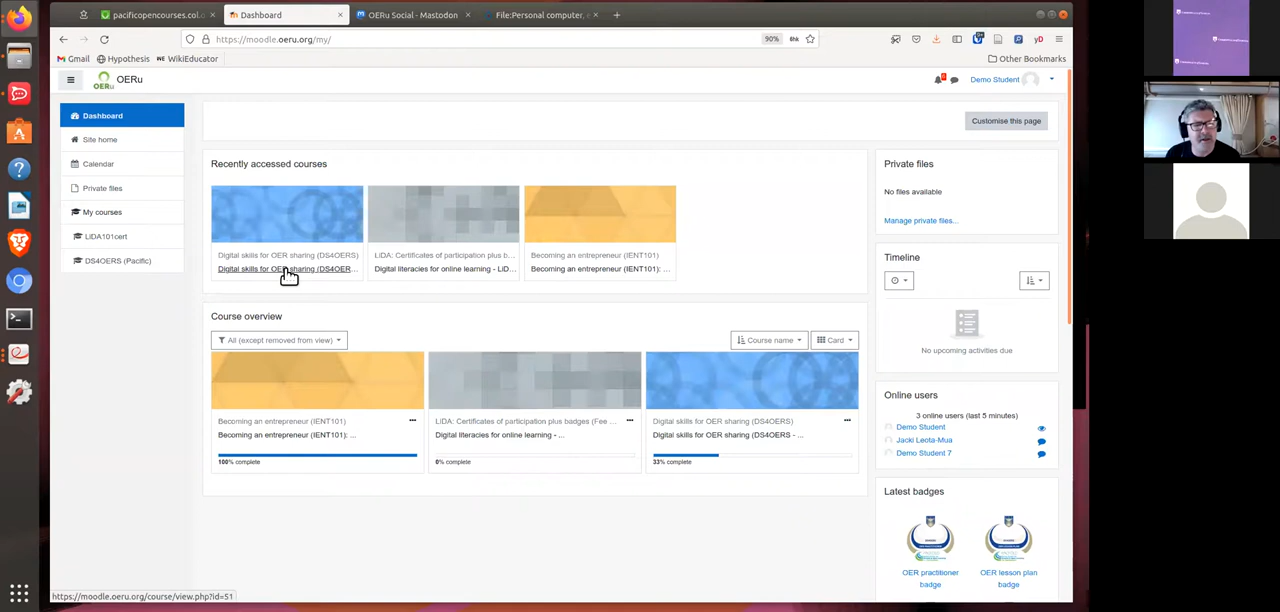 pacificopencourses.col.o
Dashboard
OERu Social - Mastodon
File:Personal computer, e
https://moodle.oeru.org/my/
90%
Gmail
Hypothesis
WikiEducator
Other Bookmarks
OERu
Demo Student
Dashboard
Site home
Calendar
Private files
My courses
LiDA101cert
DS4OERS (Pacific)
Customise this page
Recently accessed courses
Digital skills for OER sharing (DS4OERS)
Digital skills for OER sharing (DS4OER...
LiDA: Certificates of participation plus b...
Digital literacies for online learning - LiD...
Becoming an entrepreneur (IENT101)
Becoming an entrepreneur (IENT101): ...
Course overview
All (except removed from view)
Course name
Card
Becoming an entrepreneur (IENT101)
Becoming an entrepreneur (IENT101): ...
100% complete
LiDA: Certificates of participation plus badges (Fee ...
Digital literacies for online learning - ...
0% complete
Digital skills for OER sharing (DS4OERS)
Digital skills for OER sharing (DS4OERS - ...
33% complete
Private files
No files available
Manage private files...
Timeline
No upcoming activities due
Online users
3 online users (last 5 minutes)
Demo Student
Jacki Leota-Mua
Demo Student 7
Latest badges
OER practitioner
badge
OER lesson plan
badge
https://moodle.oeru.org/course/view.php?id=51